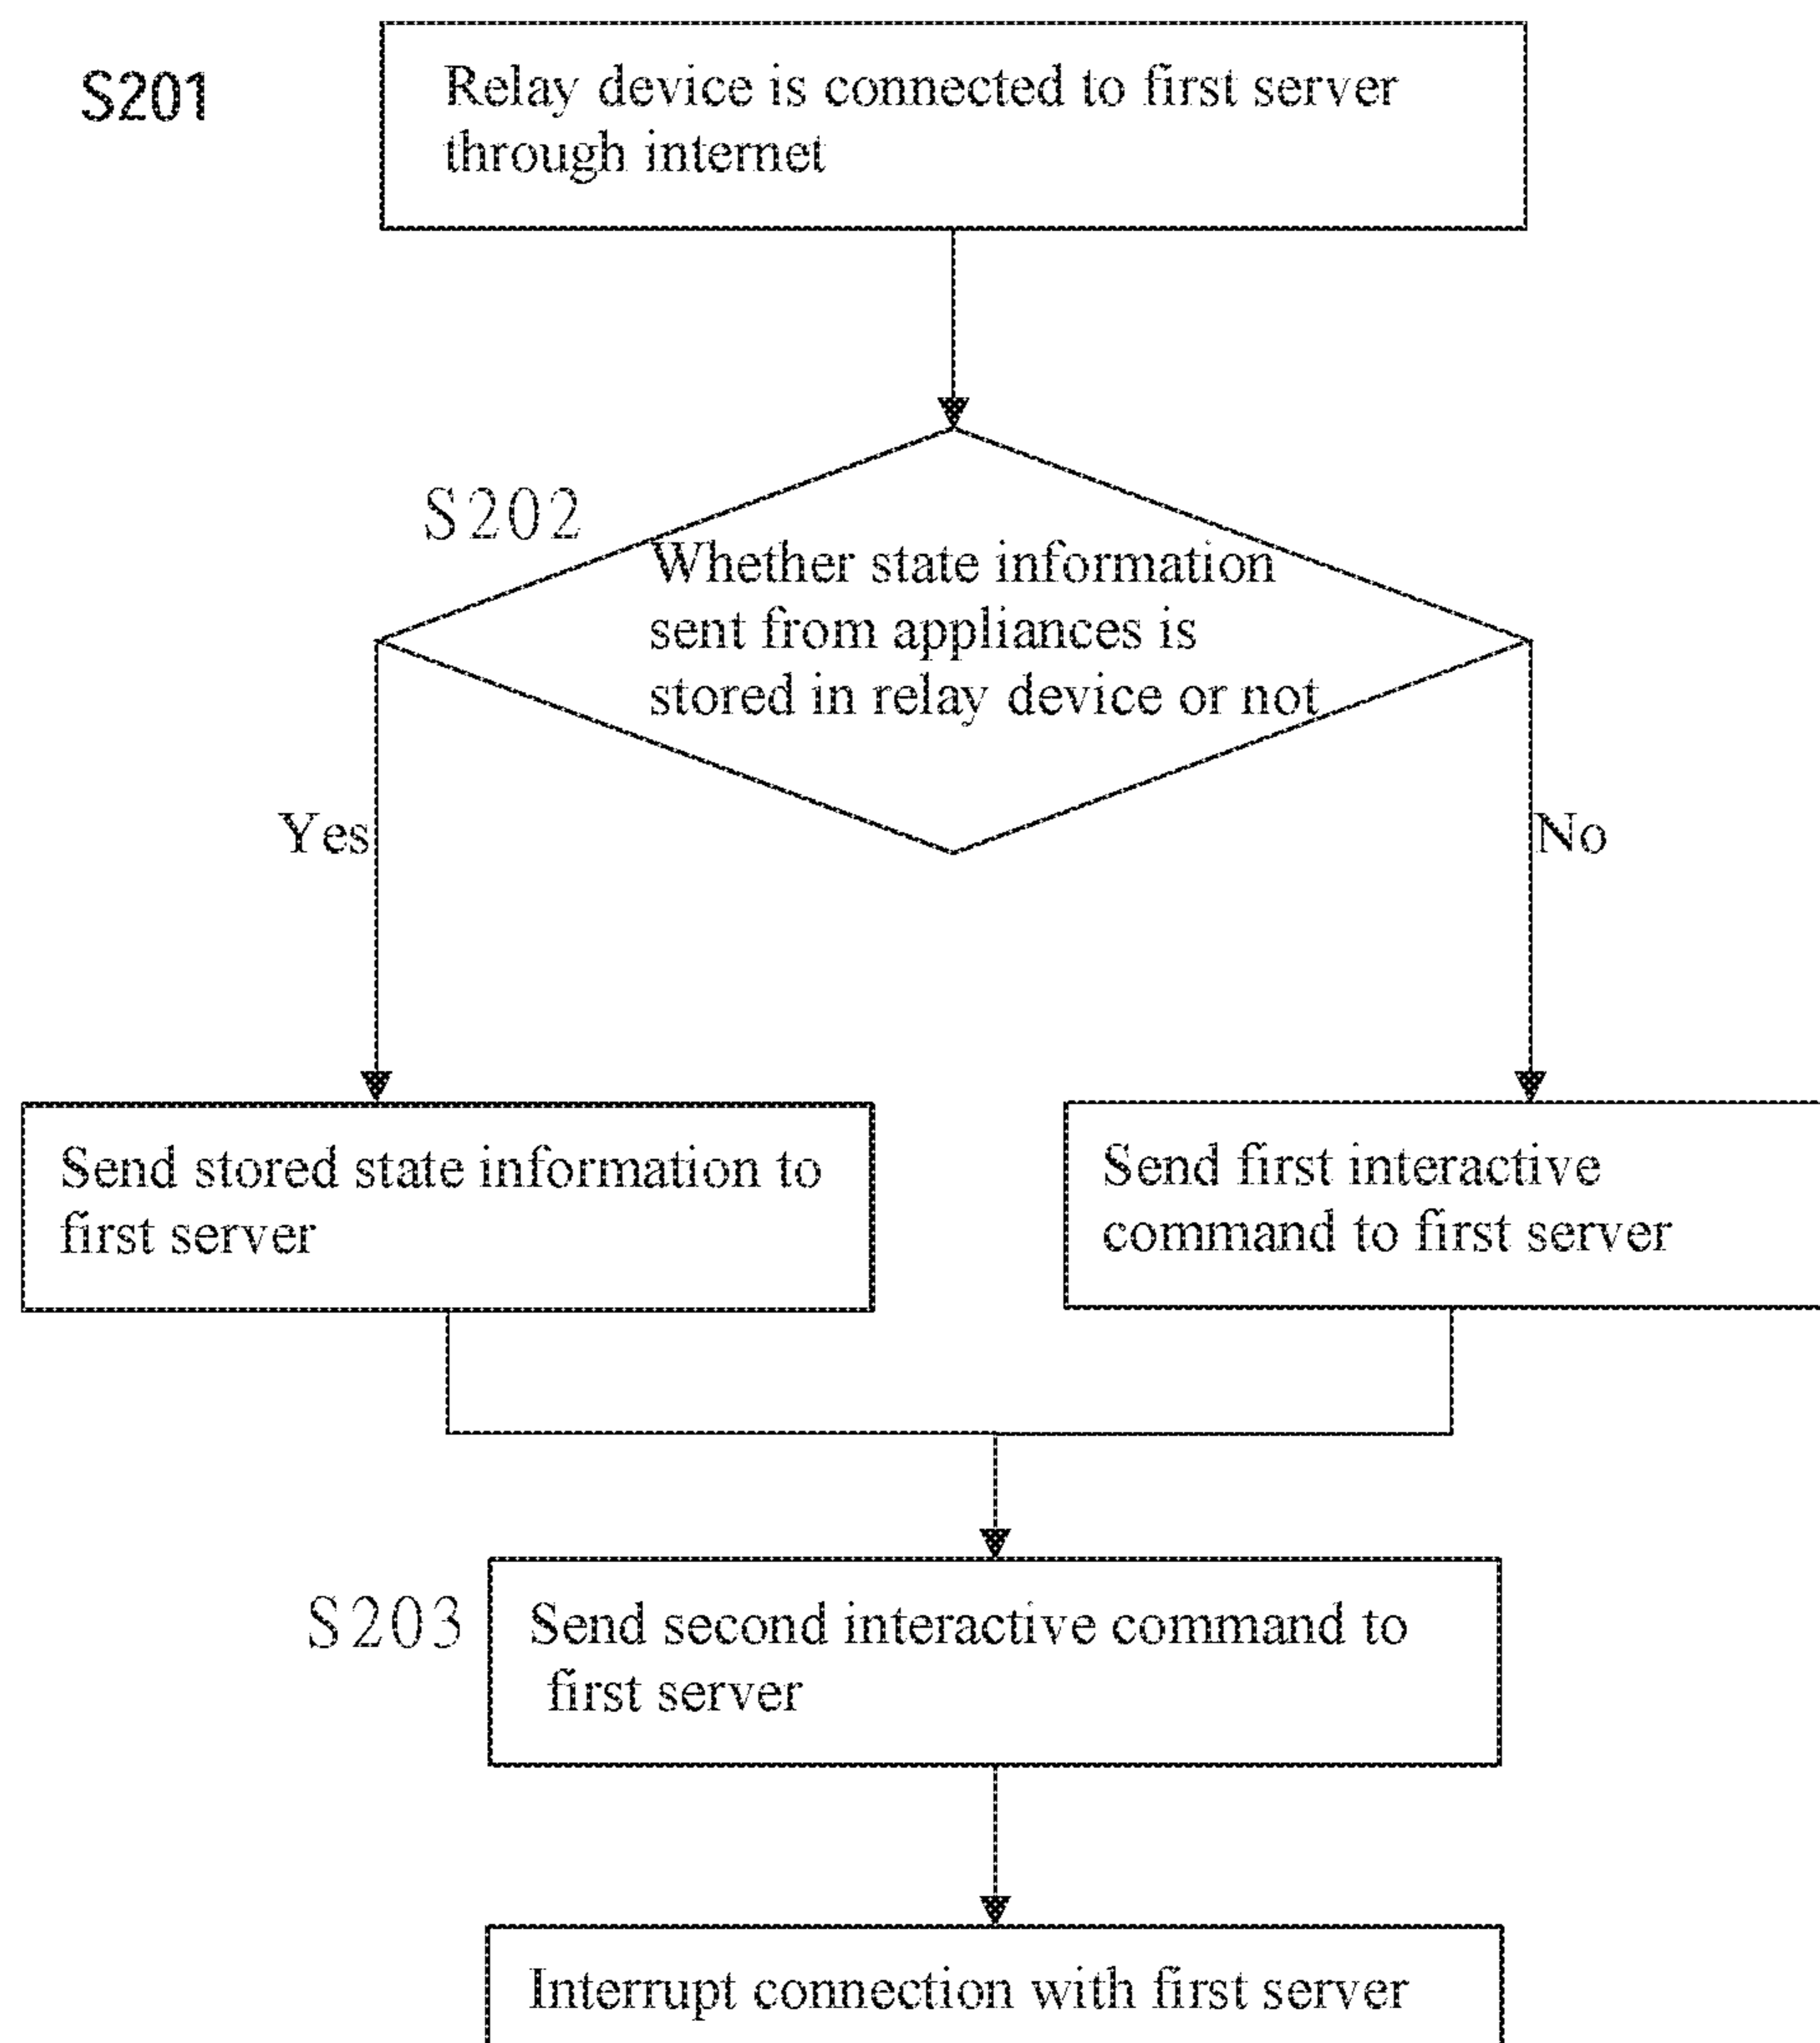 S201
Relay device is connected to first server
through internet
S202
Whether state information
sent from appliances is
stored in relay device or not
Yes
No
Send stored state information to
first server
Send first interactive
command to first server
S203
Send second interactive command to
first server
Interrupt connection with first server